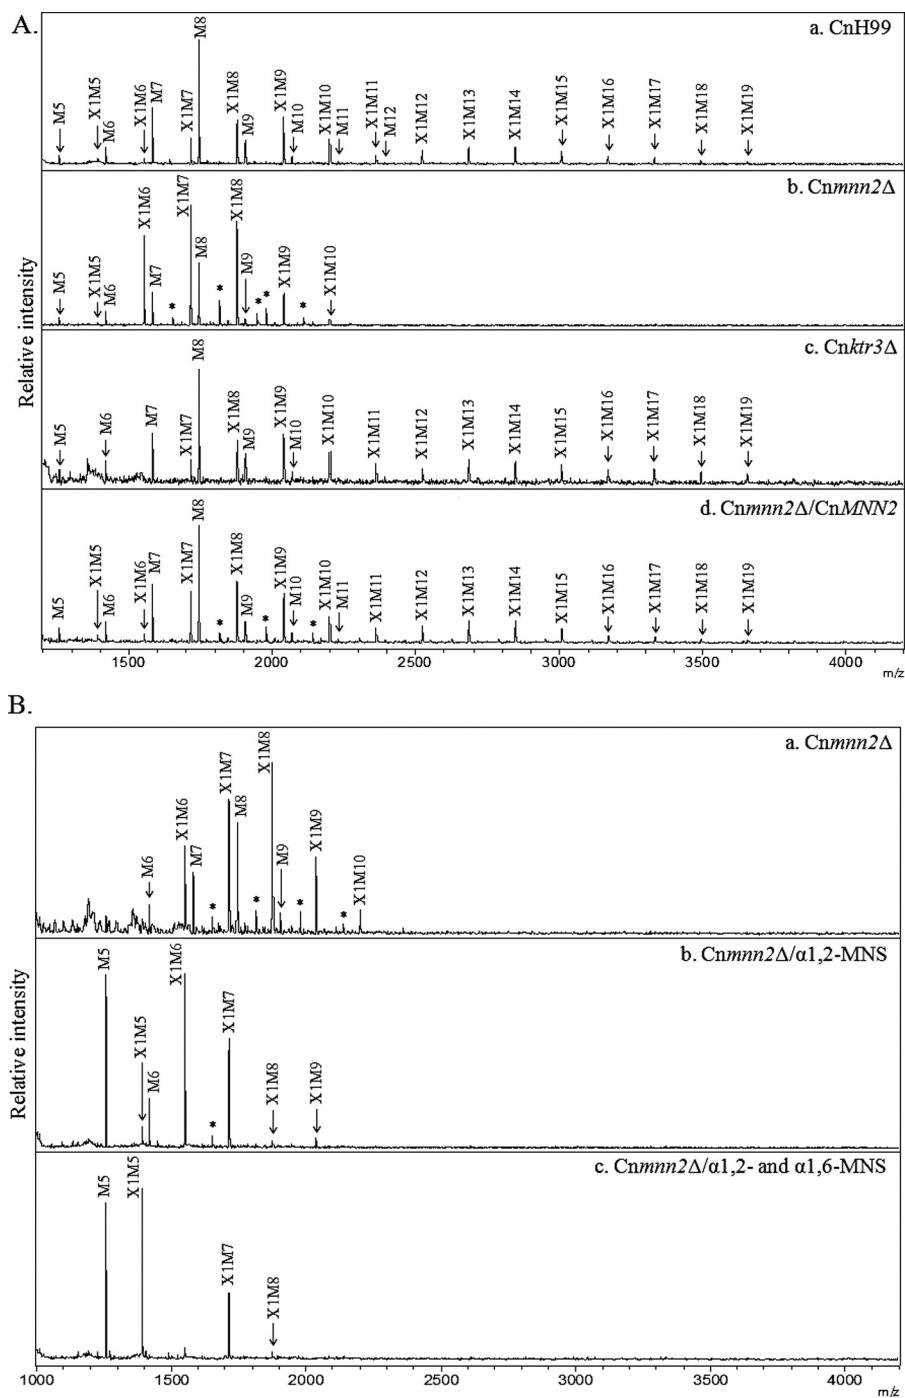 A.
a. CnH99
M5 X1M5 M6 X1M6 M7 X1M7 M8 X1M8 M9 X1M9 M10 X1M10 M11 X1M11 M12 X1M12 X1M13 X1M14 X1M15 X1M16 X1M17 X1M18 X1M19
b. Cnmnn2Δ
M5 X1M5 M6 X1M6 M7 * X1M7 M8 * X1M8 M9 * * X1M9 * X1M10
c. Cnktr3Δ
M5 M6 M7 X1M7 M8 X1M8 M9 X1M9 M10 X1M10 X1M11 X1M12 X1M13 X1M14 X1M15 X1M16 X1M17 X1M18 X1M19
d. Cnmnn2Δ/CnMNN2
M5 X1M5 M6 X1M6 M7 X1M7 M8 * X1M8 M9 * X1M9 M10 * X1M10 M11 X1M11 X1M12 X1M13 X1M14 X1M15 X1M16 X1M17 X1M18 X1M19
Relative intensity
1500 2000 2500 3000 3500 4000
m/z
B.
a. Cnmnn2Δ
M6 X1M6 M7 * X1M7 M8 * X1M8 M9 * X1M9 * X1M10
b. Cnmnn2Δ/α1,2-MNS
M5 X1M5 M6 X1M6 * X1M7 X1M8 X1M9
c. Cnmnn2Δ/α1,2- and α1,6-MNS
M5 X1M5 X1M7 X1M8
Relative intensity
1000 1500 2000 2500 3000 3500 4000
m/z